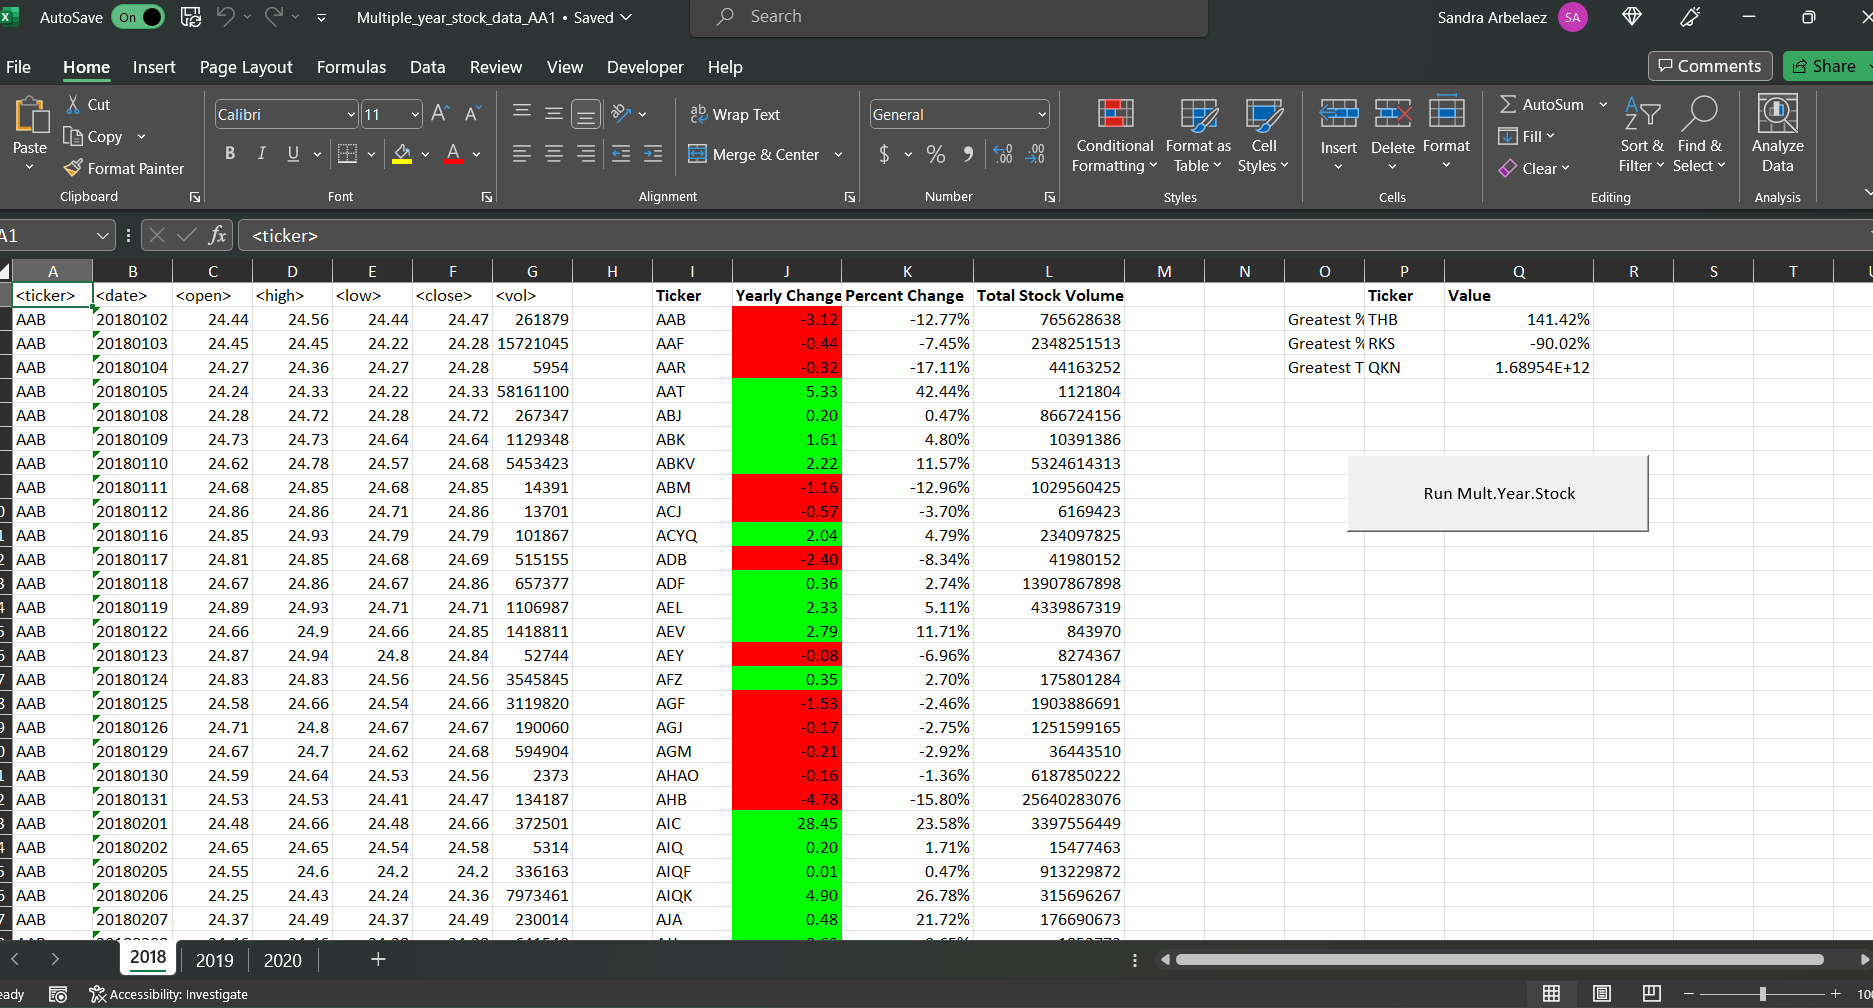 AutoSave On Multiple_year_stock_data_AA1 • Saved Search Sandra Arbelaez SA
File Home Insert Page Layout Formulas Data Review View Developer Help Comments Share
Paste Cut Copy Format Painter
Clipboard
Calibri 11
B I U
Font
Wrap Text
Merge & Center
Alignment
General
$ % 9 .00 .00
Number
Conditional Formatting Format as Table Cell Styles
Styles
Insert Delete Format
Cells
AutoSum Fill Clear Sort & Filter Find & Select
Editing
Analyze Data
Analysis
A1 fx <ticker>
A B C D E F G H I J K L M N O P Q R S T
<ticker> <date> <open> <high> <low> <close> <vol> Ticker Yearly Change Percent Change Total Stock Volume Ticker Value
AAB 20180102 24.44 24.56 24.44 24.47 261879 AAB -3.12 -12.77% 765628638 Greatest % THB 141.42%
AAB 20180103 24.45 24.45 24.22 24.28 15721045 AAF -0.44 -7.45% 2348251513 Greatest % RKS -90.02%
AAB 20180104 24.27 24.36 24.27 24.28 5954 AAR -0.32 -17.11% 44163252 Greatest T QKN 1.68954E+12
AAB 20180105 24.24 24.33 24.22 24.33 58161100 AAT 5.33 42.44% 1121804
AAB 20180108 24.28 24.72 24.28 24.72 267347 ABJ 0.20 0.47% 866724156
AAB 20180109 24.73 24.73 24.64 24.64 1129348 ABK 1.61 4.80% 10391386
AAB 20180110 24.62 24.78 24.57 24.68 5453423 ABKV 2.22 11.57% 5324614313
AAB 20180111 24.68 24.85 24.68 24.85 14391 ABM -1.16 -12.96% 1029560425
Run Mult.Year.Stock
AAB 20180112 24.86 24.86 24.71 24.86 13701 ACJ -0.57 -3.70% 6169423
AAB 20180116 24.85 24.93 24.79 24.79 101867 ACYQ 2.04 4.79% 234097825
AAB 20180117 24.81 24.85 24.68 24.69 515155 ADB -2.40 -8.34% 41980152
AAB 20180118 24.67 24.86 24.67 24.86 657377 ADF 0.36 2.74% 13907867898
AAB 20180119 24.89 24.93 24.71 24.71 1106987 AEL 2.33 5.11% 4339867319
AAB 20180122 24.66 24.9 24.66 24.85 1418811 AEV 2.79 11.71% 843970
AAB 20180123 24.87 24.94 24.8 24.84 52744 AEY -0.08 -6.96% 8274367
AAB 20180124 24.83 24.83 24.56 24.56 3545845 AFZ 0.35 2.70% 175801284
AAB 20180125 24.58 24.66 24.54 24.66 3119820 AGF -1.53 -2.46% 1903886691
AAB 20180126 24.71 24.8 24.67 24.67 190060 AGJ -0.17 -2.75% 1251599165
AAB 20180129 24.67 24.7 24.62 24.68 594904 AGM -0.21 -2.92% 36443510
AAB 20180130 24.59 24.64 24.53 24.56 2373 AHAO -0.16 -1.36% 6187850222
AAB 20180131 24.53 24.53 24.41 24.47 134187 AHB -4.78 -15.80% 25640283076
AAB 20180201 24.48 24.66 24.48 24.66 372501 AIC 28.45 23.58% 3397556449
AAB 20180202 24.65 24.65 24.54 24.58 5314 AIQ 0.20 1.71% 15477463
AAB 20180205 24.55 24.6 24.2 24.2 336163 AIQF 0.01 0.47% 913229872
AAB 20180206 24.25 24.43 24.24 24.36 7973461 AIQK 4.90 26.78% 315696267
AAB 20180207 24.37 24.49 24.37 24.49 230014 AJA 0.48 21.72% 176690673
2018 2019 2020 +
eady Accessibility: Investigate